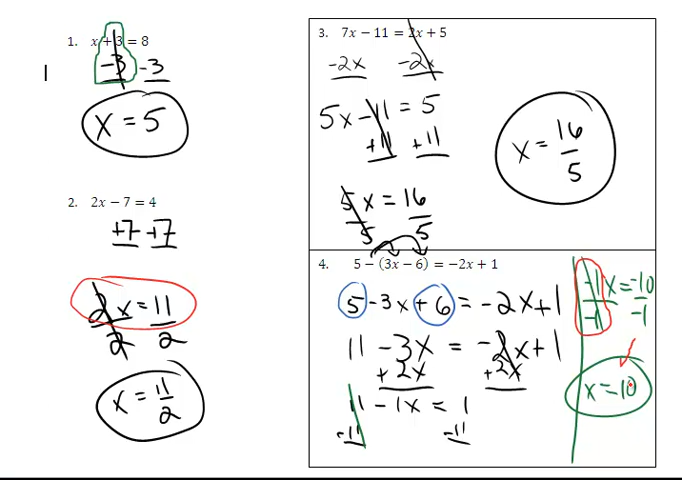 1. x + 3 = 8
-3 -3
1
x = 5
2. 2x − 7 = 4
+7 +7
2x = 11
2 2
x = 11/2
3. 7x − 11 = 2x + 5
-2x -2x
5x - 11 = 5
+11 +11
5x = 16
5 5
x = 16/5
4. 5 − (3x − 6) = −2x + 1
5 - 3x + 6 = -2x + 1
11 - 3x = -2x + 1
+2x +2x
11 - 1x = 1
-11 -11
-1x = -10
-1 -1
x = 10